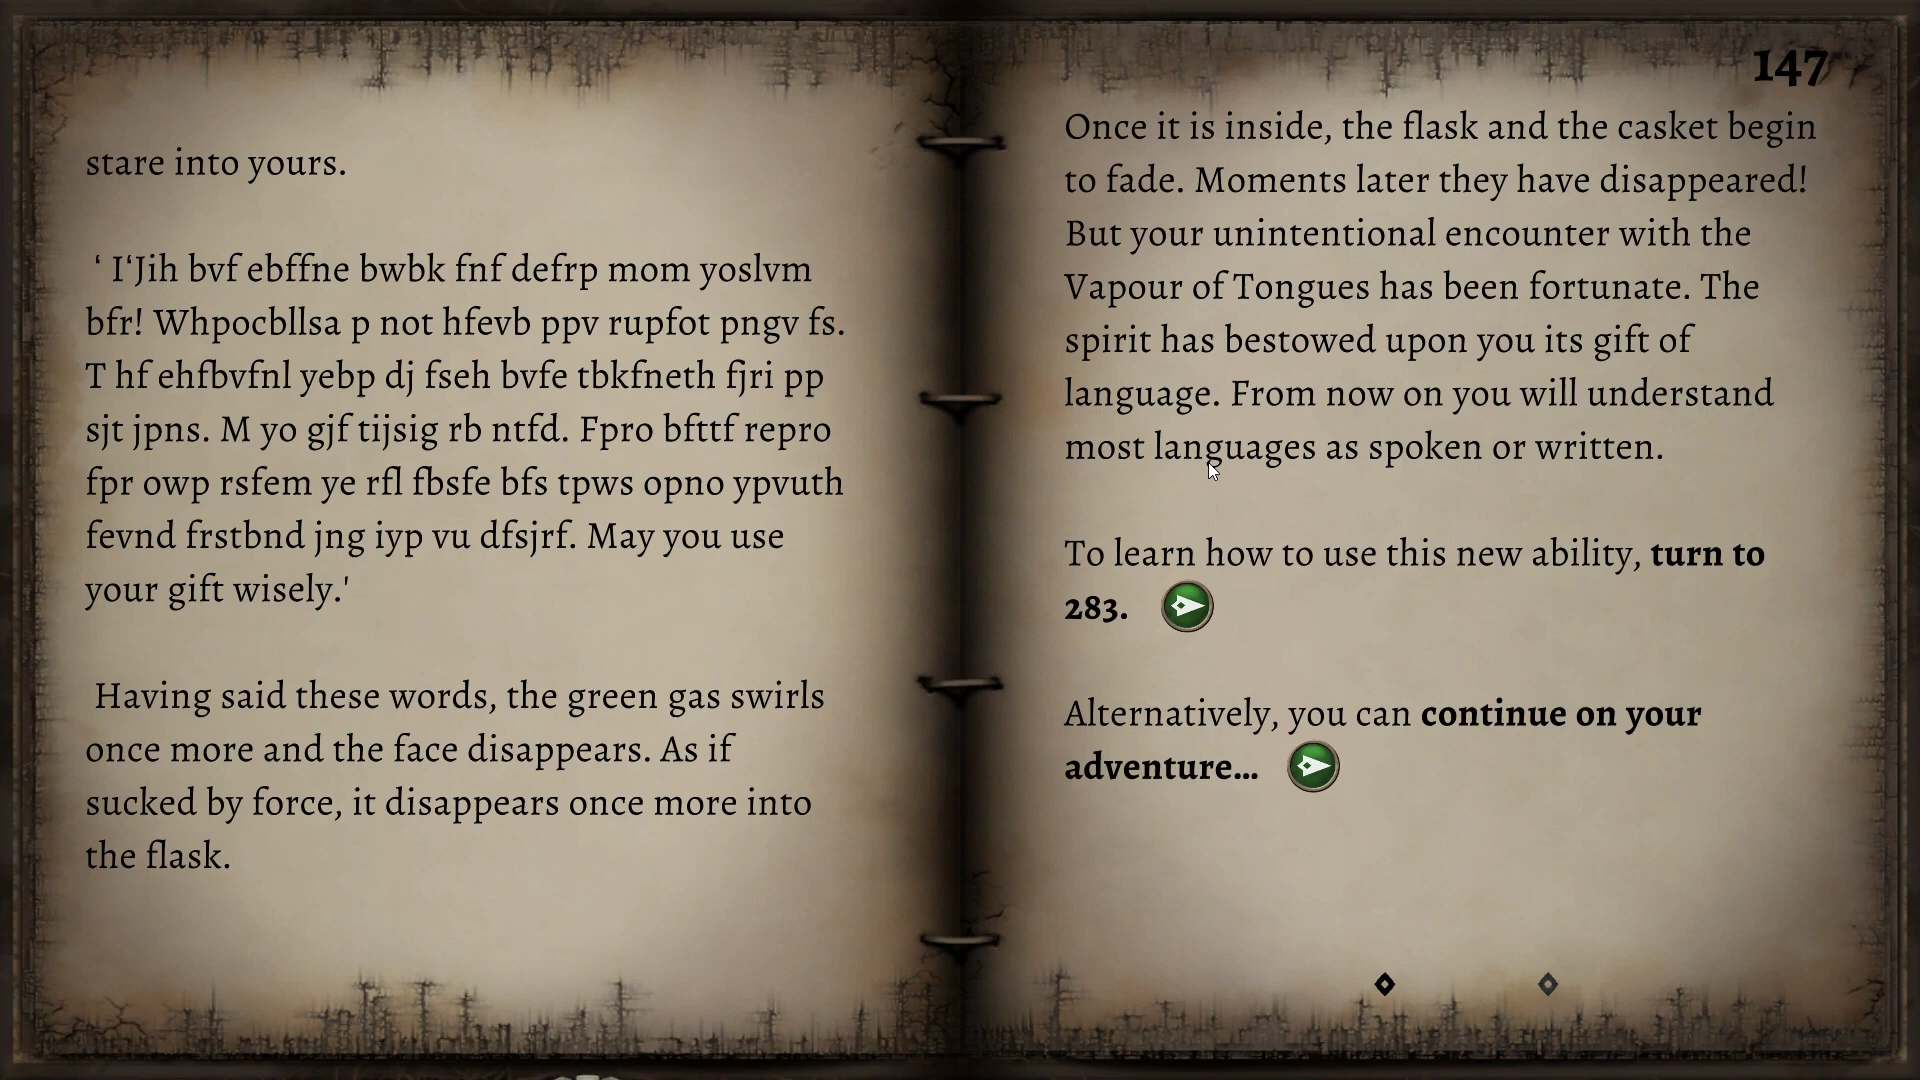 147
stare into yours.
‘ I‘Jih bvf ebffne bwbk fnf defrp mom yoslvm
bfr! Whpocbllsa p not hfevb ppv rupfot pngv fs.
T hf ehfbvfnl yebp dj fseh bvfe tbkfneth fjri pp
sjt jpns. M yo gjf tijsig rb ntfd. Fpro bfttf repro
fpr owp rsfem ye rfl fbsfe bfs tpws opno ypvuth
fevnd frstbnd jng iyp vu dfsjrf. May you use
your gift wisely.'
Having said these words, the green gas swirls
once more and the face disappears. As if
sucked by force, it disappears once more into
the flask.
Once it is inside, the flask and the casket begin
to fade. Moments later they have disappeared!
But your unintentional encounter with the
Vapour of Tongues has been fortunate. The
spirit has bestowed upon you its gift of
language. From now on you will understand
most languages as spoken or written.
To learn how to use this new ability, turn to
283.
Alternatively, you can continue on your
adventure...